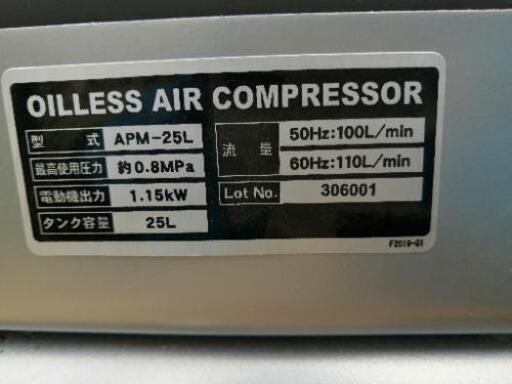 OILLESS AIR COMPRESSOR
型 式 APM-25L
最高使用圧力 約0.8MPa
電動機出力 1.15kW
タンク容量 25L
流 量 50Hz:100L/min
60Hz:110L/min
Lot No. 306001
F2019-01